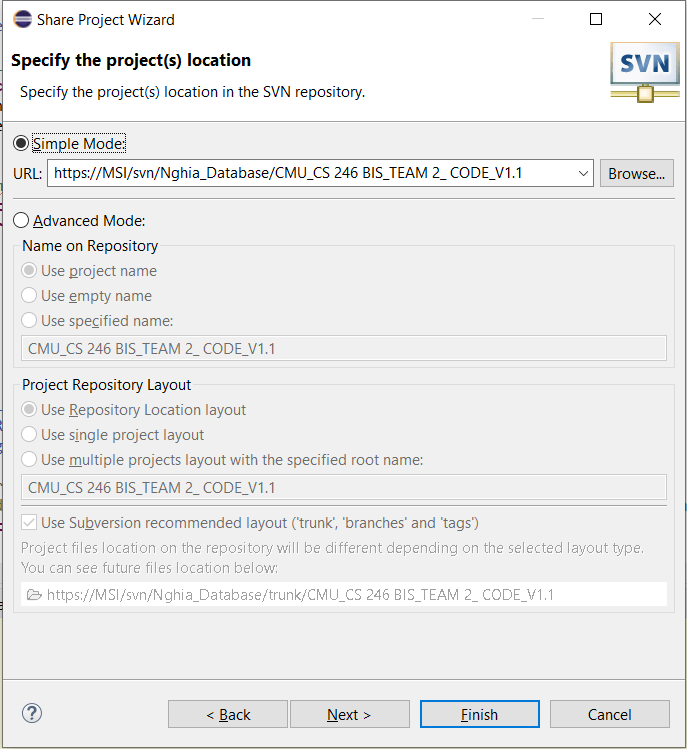 Share Project Wizard
Specify the project(s) location
Specify the project(s) location in the SVN repository.
SVN
Simple Mode:
URL: https://MSI/svn/Nghia_Database/CMU_CS 246 BIS_TEAM 2_ CODE_V1.1 Browse...
Advanced Mode:
Name on Repository
Use project name
Use empty name
Use specified name:
CMU_CS 246 BIS_TEAM 2_ CODE_V1.1
Project Repository Layout
Use Repository Location layout
Use single project layout
Use multiple projects layout with the specified root name:
CMU_CS 246 BIS_TEAM 2_ CODE_V1.1
Use Subversion recommended layout ('trunk', 'branches' and 'tags')
Project files location on the repository will be different depending on the selected layout type.
You can see future files location below:
https://MSI/svn/Nghia_Database/trunk/CMU_CS 246 BIS_TEAM 2_ CODE_V1.1
? < Back Next > Finish Cancel